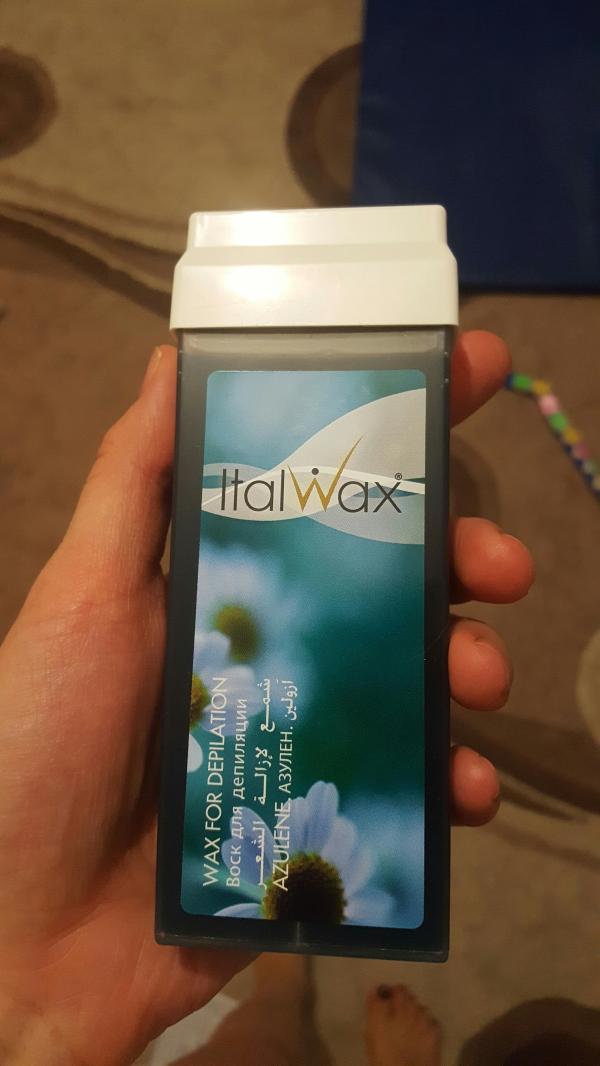 ItalWax®
WAX FOR DEPILATION
Воск для депиляции
شمع لإزالة الشعر
AZULENE. АЗУЛЕН. أزولين